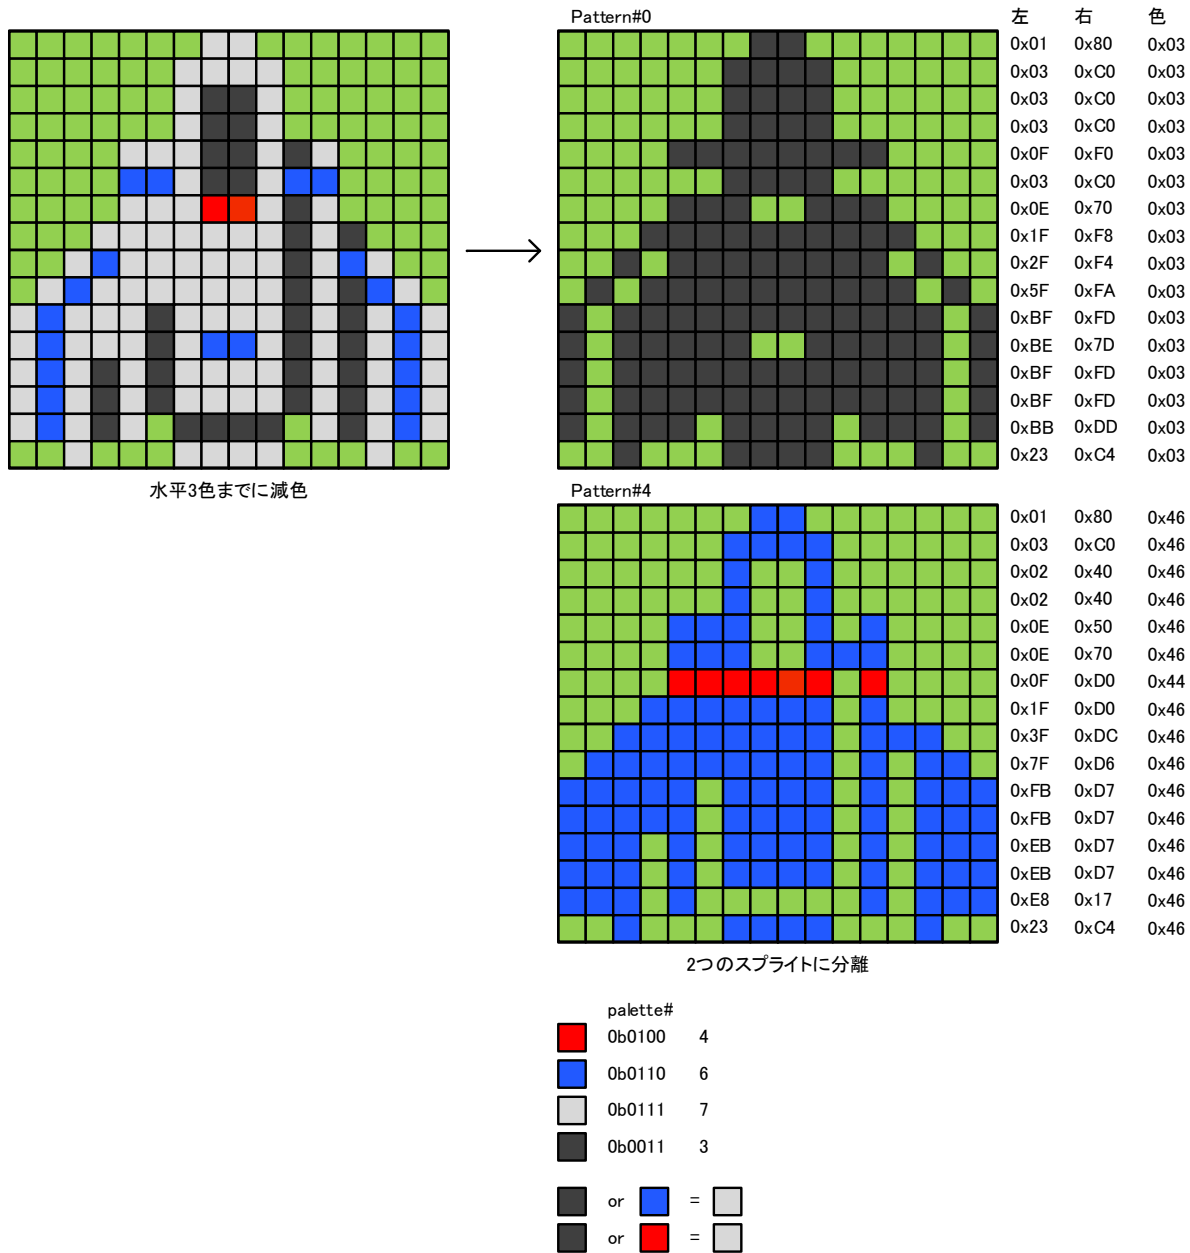 Pattern#0
左 右 色
0x01 0x80 0x03
0x03 0xC0 0x03
0x03 0xC0 0x03
0x03 0xC0 0x03
0x0F 0xF0 0x03
0x03 0xC0 0x03
0x0E 0x70 0x03
0x1F 0xF8 0x03
0x2F 0xF4 0x03
0x5F 0xFA 0x03
0xBF 0xFD 0x03
0xBE 0x7D 0x03
0xBF 0xFD 0x03
0xBF 0xFD 0x03
0xBB 0xDD 0x03
0x23 0xC4 0x03
水平3色までに減色
Pattern#4
0x01 0x80 0x46
0x03 0xC0 0x46
0x02 0x40 0x46
0x02 0x40 0x46
0x0E 0x50 0x46
0x0E 0x70 0x46
0x0F 0xD0 0x44
0x1F 0xD0 0x46
0x3F 0xDC 0x46
0x7F 0xD6 0x46
0xFB 0xD7 0x46
0xFB 0xD7 0x46
0xEB 0xD7 0x46
0xEB 0xD7 0x46
0xE8 0x17 0x46
0x23 0xC4 0x46
2つのスプライトに分離
palette#
0b0100 4
0b0110 6
0b0111 7
0b0011 3
or =
or =